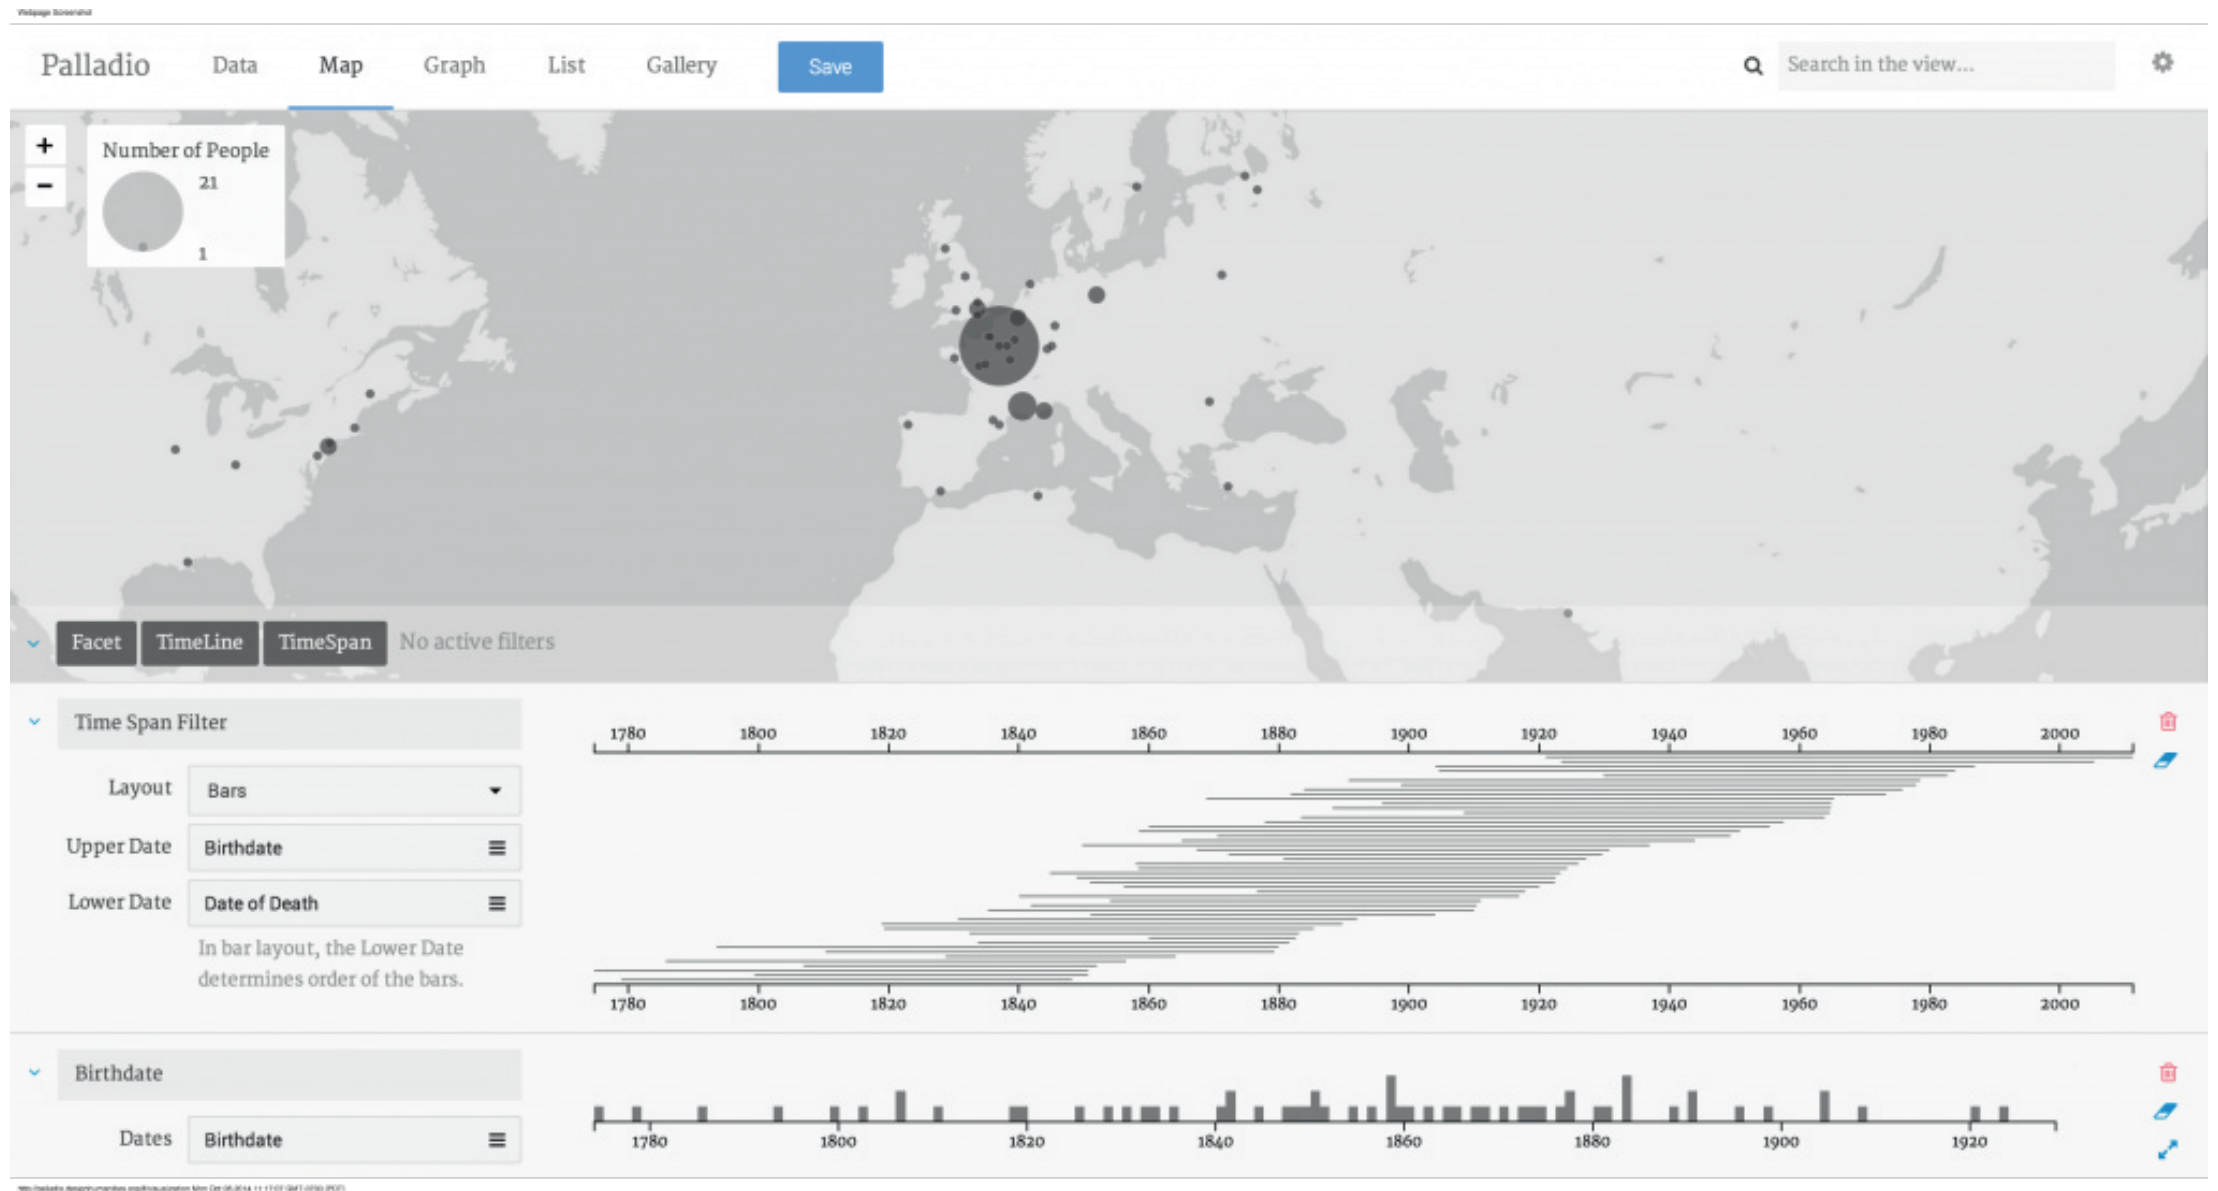 Webpage Screenshot
Palladio Data Map Graph List Gallery Save Search in the view...
+
−
Number of People
21
1
Facet TimeLine TimeSpan No active filters
Time Span Filter
1780 1800 1820 1840 1860 1880 1900 1920 1940 1960 1980 2000
Layout Bars
Upper Date Birthdate
Lower Date Date of Death
In bar layout, the Lower Date
determines order of the bars.
1780 1800 1820 1840 1860 1880 1900 1920 1940 1960 1980 2000
Birthdate
Dates Birthdate
1780 1800 1820 1840 1860 1880 1900 1920